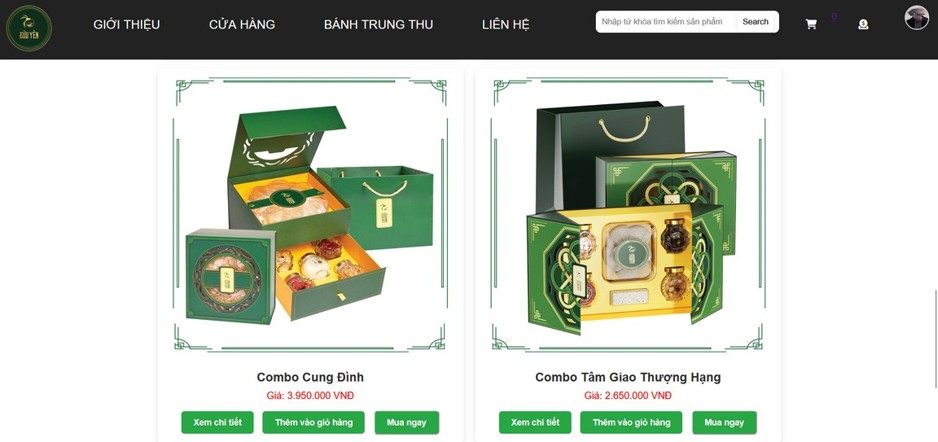 CỬU YÊN
GIỚI THIỆU
CỬA HÀNG
BÁNH TRUNG THU
LIÊN HỆ
Nhập từ khóa tìm kiếm sản phẩm
Search
0
Combo Cung Đình
Giá: 3.950.000 VNĐ
Xem chi tiết
Thêm vào giỏ hàng
Mua ngay
Combo Tâm Giao Thượng Hạng
Giá: 2.650.000 VNĐ
Xem chi tiết
Thêm vào giỏ hàng
Mua ngay